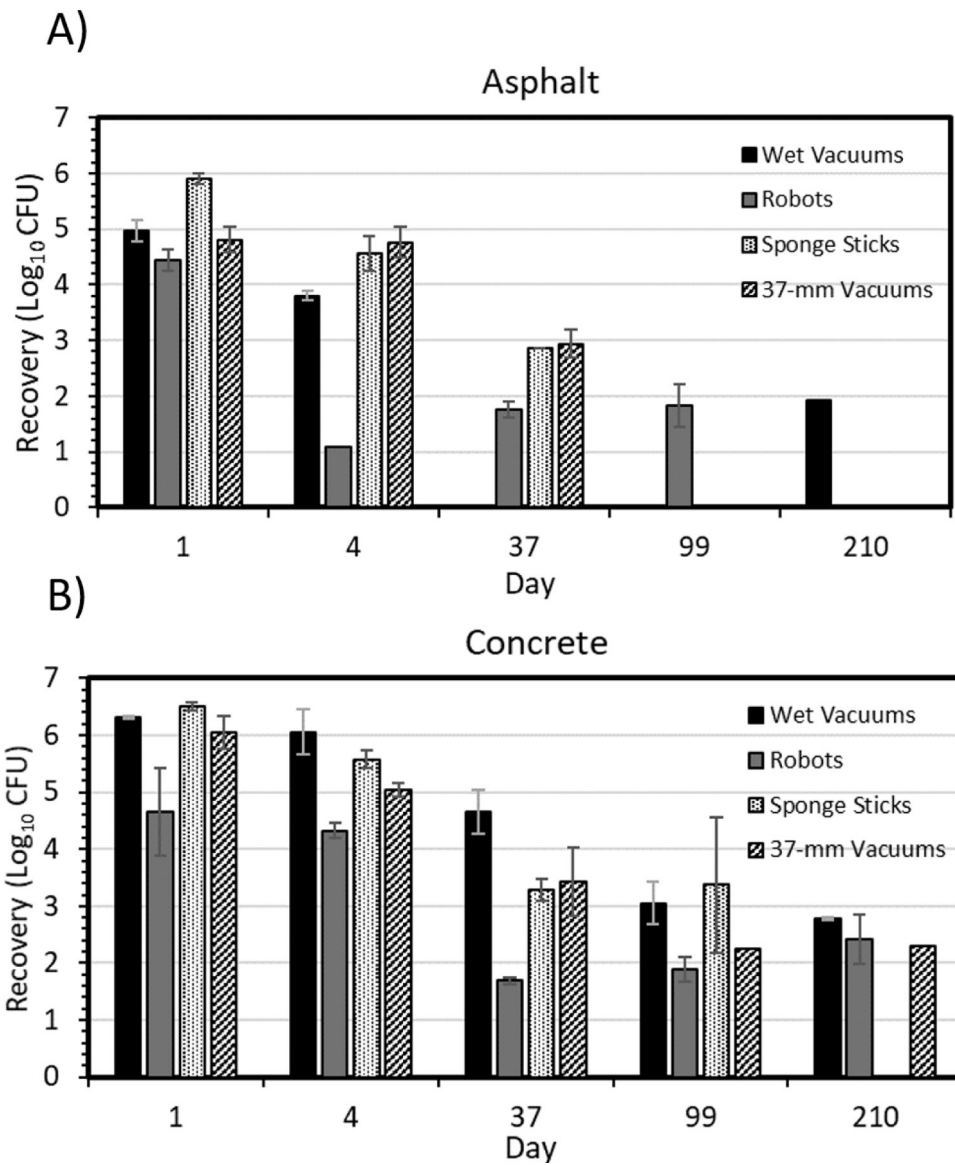 A)
Asphalt
7
6
5
4
3
2
1
0
Recovery (Log₁₀ CFU)
Wet Vacuums
Robots
Sponge Sticks
37-mm Vacuums
1 4 37 99 210
Day
B)
Concrete
7
6
5
4
3
2
1
0
Recovery (Log₁₀ CFU)
Wet Vacuums
Robots
Sponge Sticks
37-mm Vacuums
1 4 37 99 210
Day